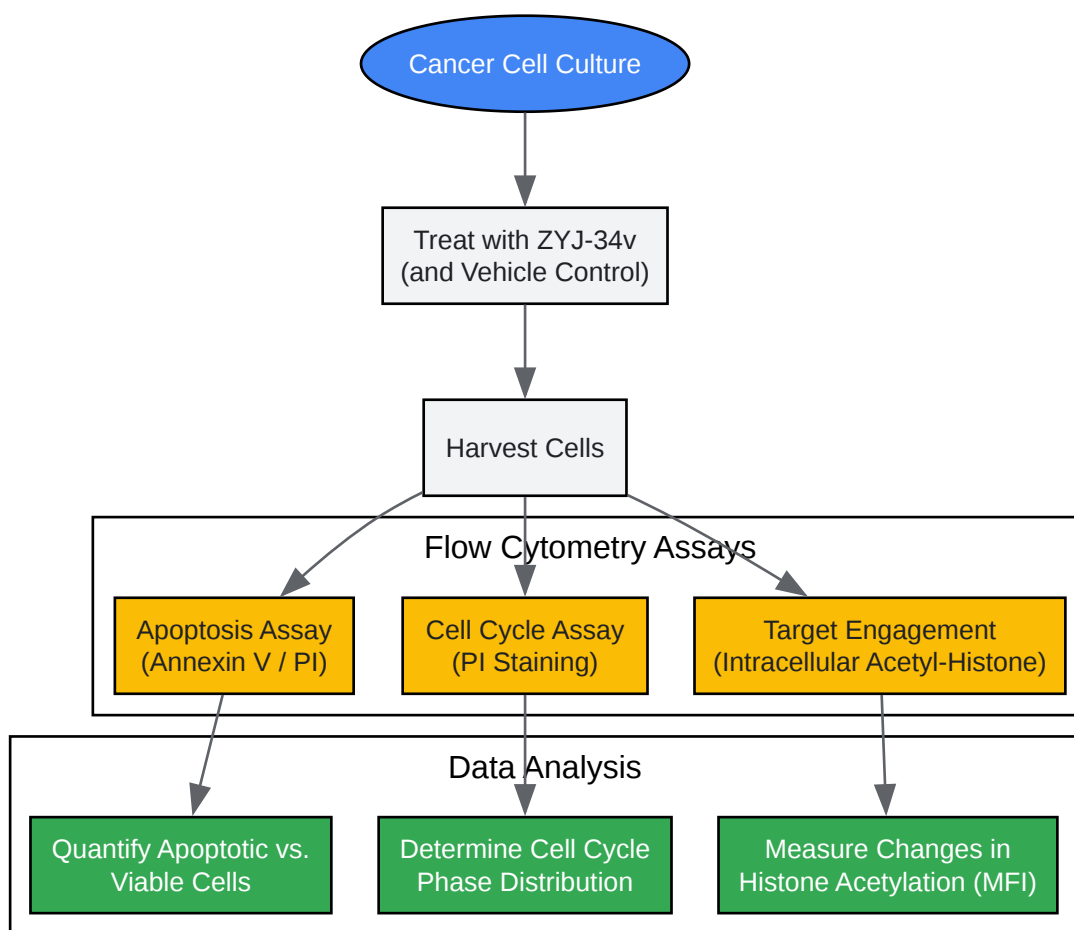 Cancer Cell Culture
Treat with ZYJ-34v
(and Vehicle Control)
Harvest Cells
Flow Cytometry Assays
Apoptosis Assay
(Annexin V / PI)
Cell Cycle Assay
(PI Staining)
Target Engagement
(Intracellular Acetyl-Histone)
Data Analysis
Quantify Apoptotic vs.
Viable Cells
Determine Cell Cycle
Phase Distribution
Measure Changes in
Histone Acetylation (MFI)